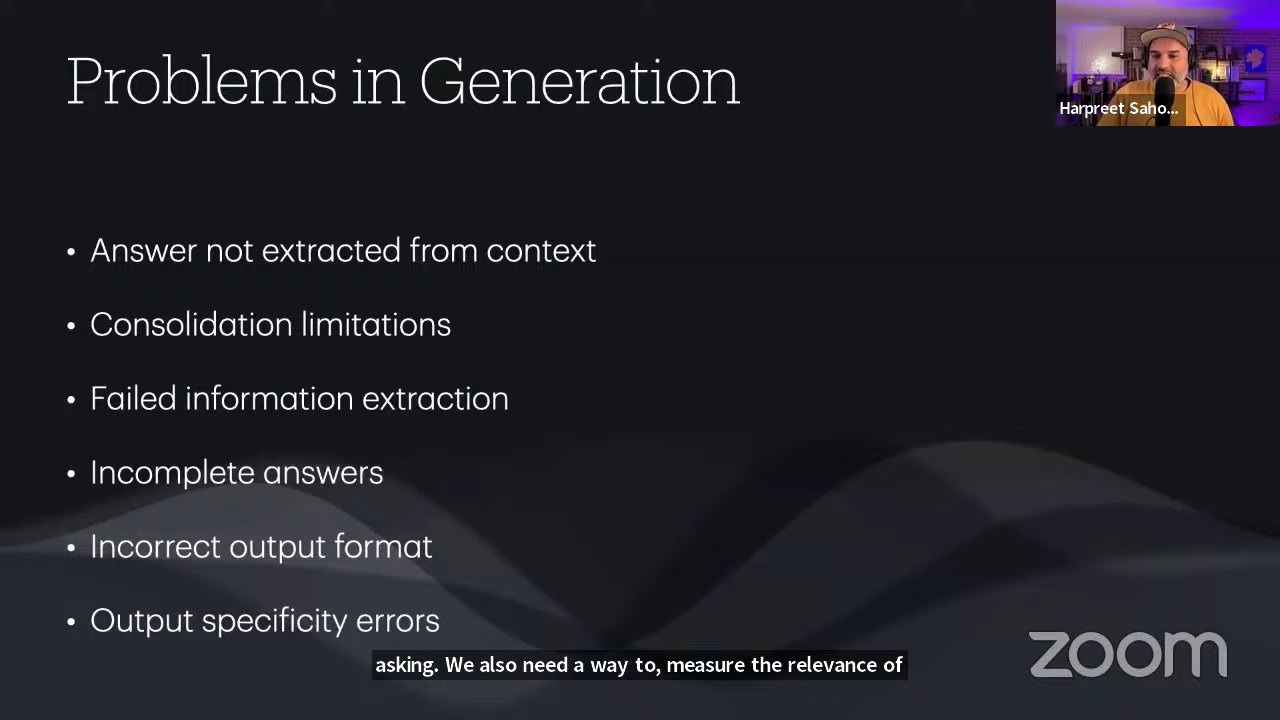 Problems in Generation
Harpreet Saho...
• Answer not extracted from context
• Consolidation limitations
• Failed information extraction
• Incomplete answers
• Incorrect output format
• Output specificity errors
asking. We also need a way to, measure the relevance of
zoom